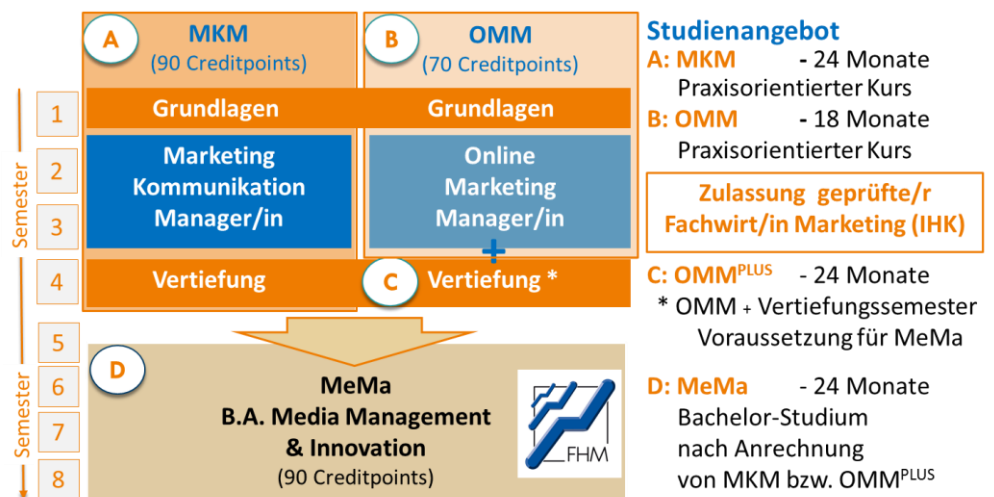 A
MKM
(90 Creditpoints)
B
OMM
(70 Creditpoints)
Semester
1
Grundlagen
Grundlagen
2
3
Marketing
Kommunikation
Manager/in
Online
Marketing
Manager/in
+
4
Vertiefung
C
Vertiefung *
Semester
5
6
7
8
D
MeMa
B.A. Media Management
& Innovation
(90 Creditpoints)
FHM
Studienangebot
A: MKM - 24 Monate
Praxisorientierter Kurs
B: OMM - 18 Monate
Praxisorientierter Kurs
Zulassung geprüfte/r
Fachwirt/in Marketing (IHK)
C: OMMPLUS - 24 Monate
* OMM + Vertiefungssemester
Voraussetzung für MeMa
D: MeMa - 24 Monate
Bachelor-Studium
nach Anrechnung
von MKM bzw. OMMPLUS